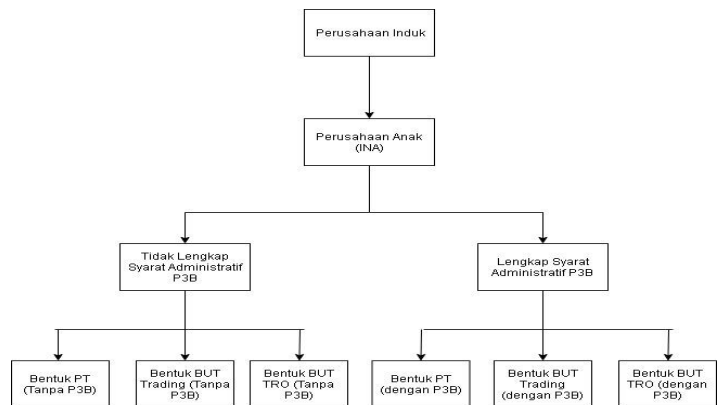 Perusahaan Induk
Perusahaan Anak
(INA)
Tidak Lengkap
Syarat Administratif
P3B
Lengkap Syarat
Administratif P3B
Bentuk PT
(Tanpa P3B)
Bentuk BUT
Trading (Tanpa
P3B)
Bentuk BUT
TRO (Tanpa
P3B)
Bentuk PT
(dengan P3B)
Bentuk BUT
Trading
(dengan P3B)
Bentuk BUT
TRO (dengan
P3B)